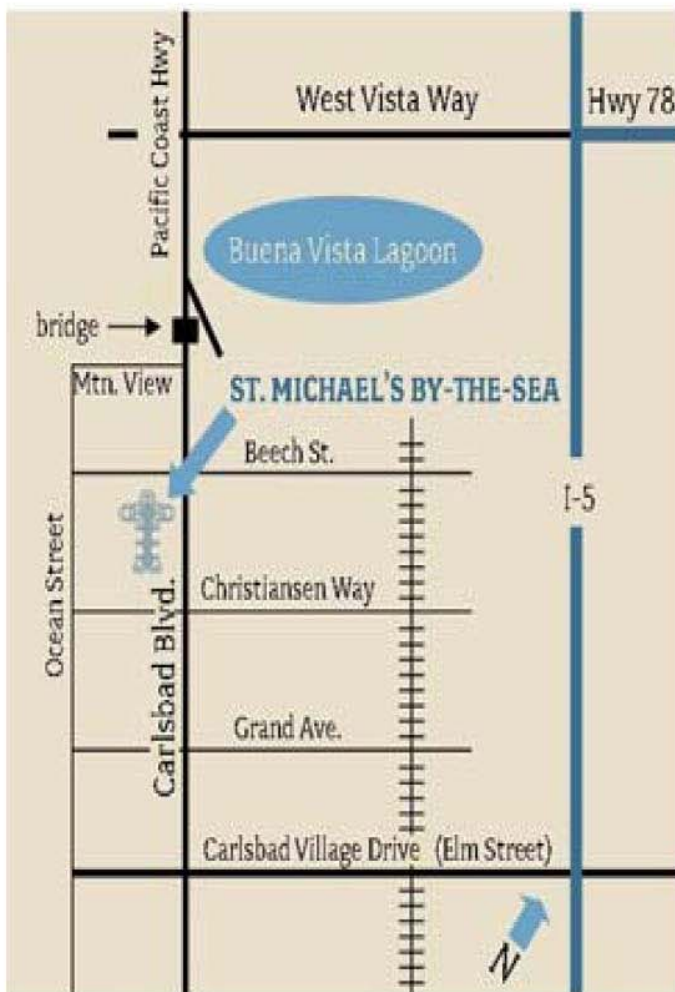 Pacific Coast Hwy
West Vista Way
Hwy 78
Buena Vista Lagoon
bridge
Mtn. View
ST. MICHAEL'S BY-THE-SEA
Beech St.
I-5
Ocean Street
Christiansen Way
Carlsbad Blvd.
Grand Ave.
Carlsbad Village Drive (Elm Street)
N